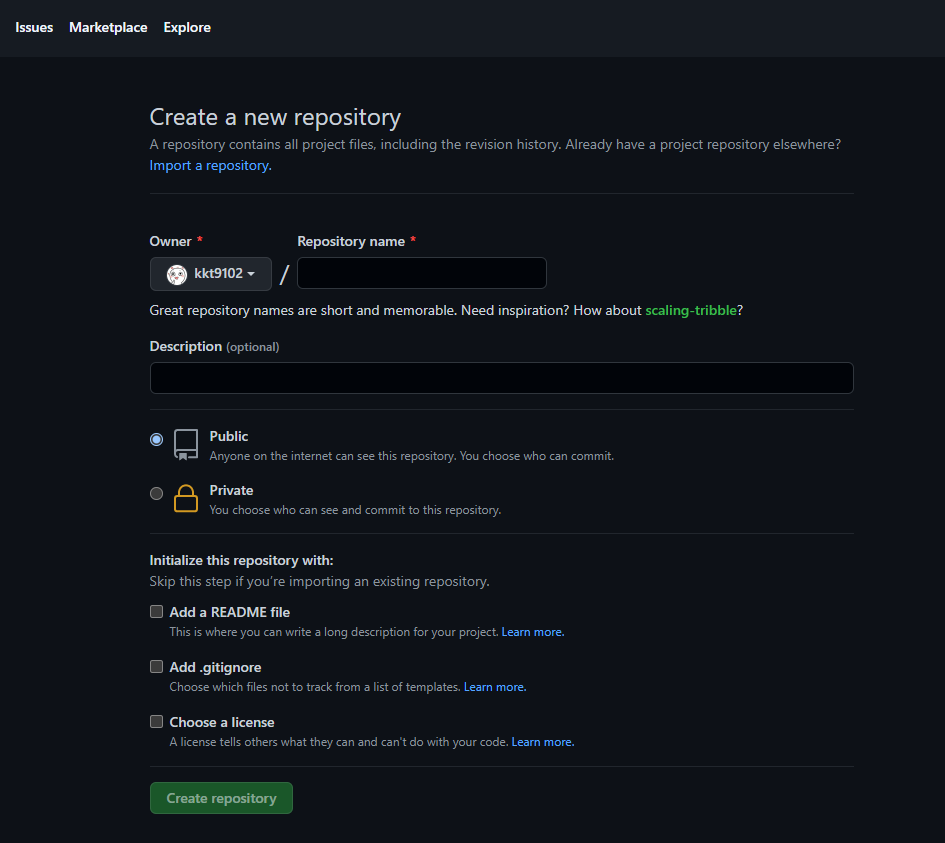 Issues Marketplace Explore
Create a new repository
A repository contains all project files, including the revision history. Already have a project repository elsewhere?
Import a repository.
Owner * Repository name *
kkt9102 /
Great repository names are short and memorable. Need inspiration? How about scaling-tribble?
Description (optional)
Public
Anyone on the internet can see this repository. You choose who can commit.
Private
You choose who can see and commit to this repository.
Initialize this repository with:
Skip this step if you're importing an existing repository.
Add a README file
This is where you can write a long description for your project. Learn more.
Add .gitignore
Choose which files not to track from a list of templates. Learn more.
Choose a license
A license tells others what they can and can't do with your code. Learn more.
Create repository